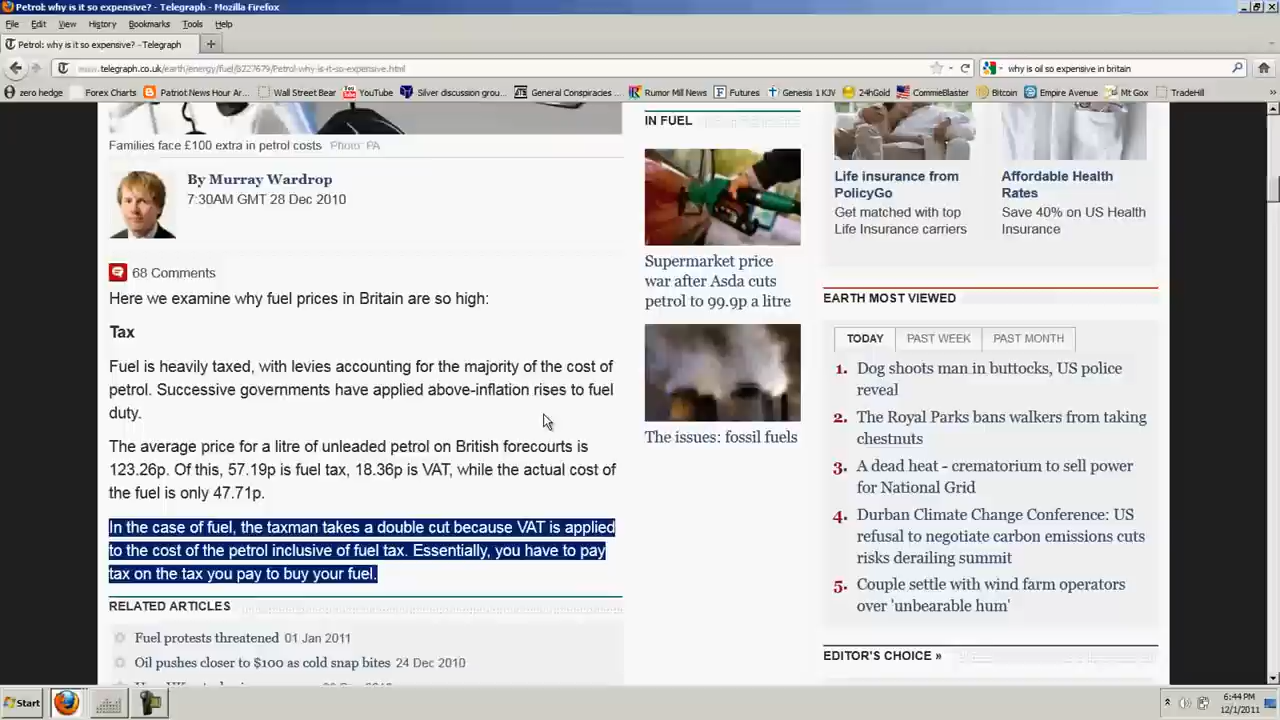 Petrol: why is it so expensive? - Telegraph - Mozilla Firefox
File Edit View History Bookmarks Tools Help
Petrol: why is it so expensive? - Telegraph
www.telegraph.co.uk/earth/energy/fuel/8227679/Petrol-why-is-it-so-expensive.html
why is oil so expensive in britain
zero hedge Forex Charts Patriot News Hour Ar... Wall Street Bear YouTube Silver discussion grou... General Conspiracies ... Rumor Mill News Futures Genesis 1 KJV 24hGold CommieBlaster Bitcoin Empire Avenue Mt Gox TradeHill
Families face £100 extra in petrol costs Photo: PA
By Murray Wardrop
7:30AM GMT 28 Dec 2010
68 Comments
Here we examine why fuel prices in Britain are so high:
Tax
Fuel is heavily taxed, with levies accounting for the majority of the cost of
petrol. Successive governments have applied above-inflation rises to fuel
duty.
The average price for a litre of unleaded petrol on British forecourts is
123.26p. Of this, 57.19p is fuel tax, 18.36p is VAT, while the actual cost of
the fuel is only 47.71p.
In the case of fuel, the taxman takes a double cut because VAT is applied
to the cost of the petrol inclusive of fuel tax. Essentially, you have to pay
tax on the tax you pay to buy your fuel.
RELATED ARTICLES
Fuel protests threatened 01 Jan 2011
Oil pushes closer to $100 as cold snap bites 24 Dec 2010
IN FUEL
Supermarket price
war after Asda cuts
petrol to 99.9p a litre
The issues: fossil fuels
Life insurance from
PolicyGo
Get matched with top
Life Insurance carriers
Affordable Health
Rates
Save 40% on US Health
Insurance
EARTH MOST VIEWED
TODAY PAST WEEK PAST MONTH
1. Dog shoots man in buttocks, US police
reveal
2. The Royal Parks bans walkers from taking
chestnuts
3. A dead heat - crematorium to sell power
for National Grid
4. Durban Climate Change Conference: US
refusal to negotiate carbon emissions cuts
risks derailing summit
5. Couple settle with wind farm operators
over 'unbearable hum'
EDITOR'S CHOICE »
Start
6:44 PM
12/1/2011